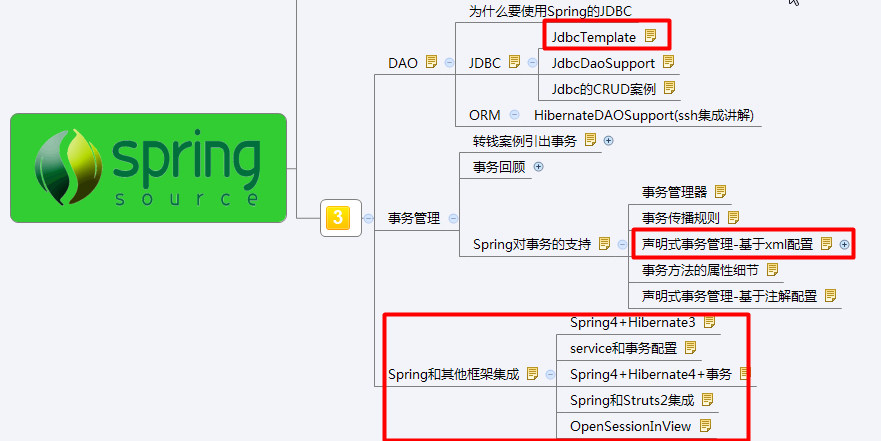 为什么要使用Spring的JDBC
JdbcTemplate
DAO
JDBC
JdbcDaoSupport
Jdbc的CRUD案例
ORM
HibernateDAOSupport(ssh集成讲解)
spring
source
3
转钱案例引出事务
事务回顾
事务管理
事务管理器
事务传播规则
Spring对事务的支持
声明式事务管理-基于xml配置
事务方法的属性细节
声明式事务管理-基于注解配置
Spring4+Hibernate3
service和事务配置
Spring和其他框架集成
Spring4+Hibernate4+事务
Spring和Struts2集成
OpenSessionInView